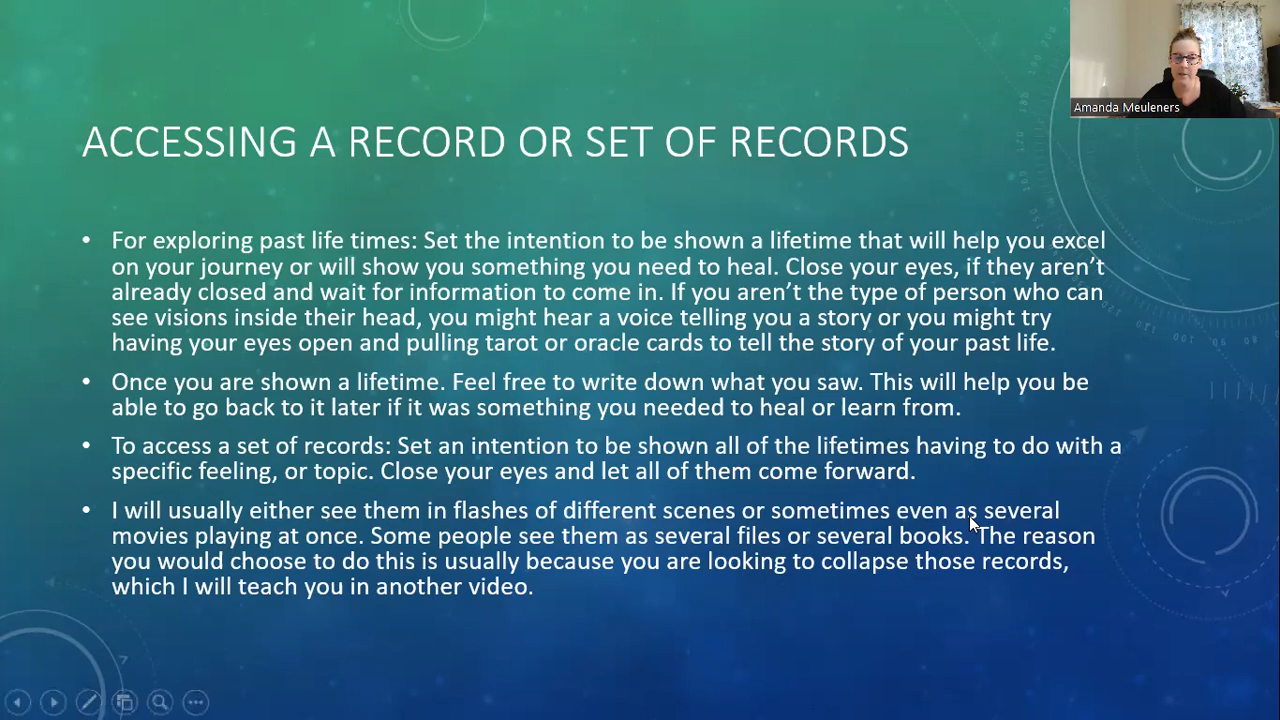 Amanda Meuleners
ACCESSING A RECORD OR SET OF RECORDS
• For exploring past life times: Set the intention to be shown a lifetime that will help you excel
on your journey or will show you something you need to heal. Close your eyes, if they aren’t
already closed and wait for information to come in. If you aren’t the type of person who can
see visions inside their head, you might hear a voice telling you a story or you might try
having your eyes open and pulling tarot or oracle cards to tell the story of your past life.
• Once you are shown a lifetime. Feel free to write down what you saw. This will help you be
able to go back to it later if it was something you needed to heal or learn from.
• To access a set of records: Set an intention to be shown all of the lifetimes having to do with a
specific feeling, or topic. Close your eyes and let all of them come forward.
• I will usually either see them in flashes of different scenes or sometimes even as several
movies playing at once. Some people see them as several files or several books. The reason
you would choose to do this is usually because you are looking to collapse those records,
which I will teach you in another video.